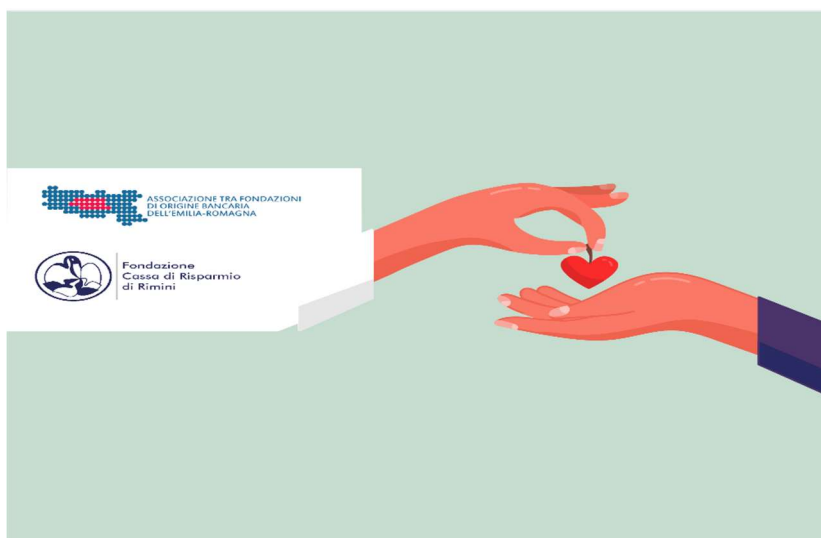 ASSOCIAZIONE TRA FONDAZIONI
DI ORIGINE BANCARIA
DELL'EMILIA-ROMAGNA
Fondazione
Cassa di Risparmio
di Rimini